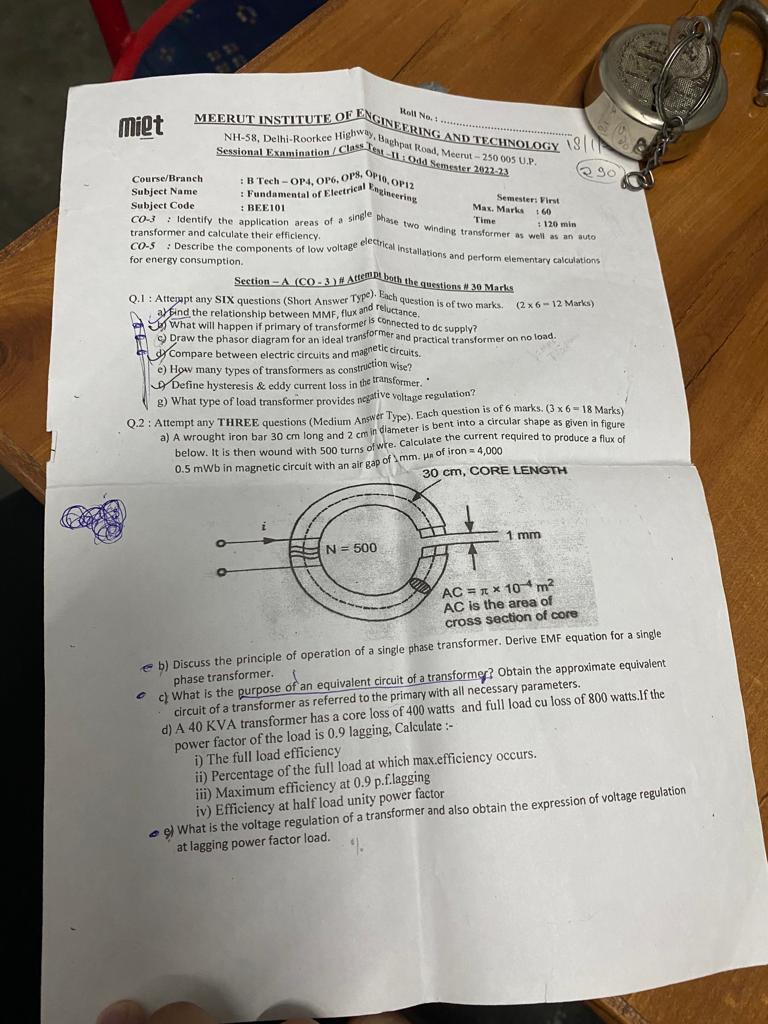 miet
Roll No. : ..............................
MEERUT INSTITUTE OF ENGINEERING AND TECHNOLOGY
NH-58, Delhi-Roorkee Highway, Baghpat Road, Meerut – 250 005 U.P.
Sessional Examination / Class Test –II : Odd Semester 2022-23
290
Course/Branch : B Tech – OP4, OP6, OP8, OP10, OP12
Subject Name : Fundamental of Electrical Engineering Semester: First
Subject Code : BEE101 Max. Marks : 60
Time : 120 min
CO-3 : Identify the application areas of a single phase two winding transformer as well as an auto
transformer and calculate their efficiency.
CO-5 : Describe the components of low voltage electrical installations and perform elementary calculations
for energy consumption.
Section – A (CO - 3 ) # Attempt both the questions # 30 Marks
Q.1 : Attempt any SIX questions (Short Answer Type). Each question is of two marks. (2 x 6 = 12 Marks)
a) Find the relationship between MMF, flux and reluctance.
b) What will happen if primary of transformer is connected to dc supply?
c) Draw the phasor diagram for an ideal transformer and practical transformer on no load.
d) Compare between electric circuits and magnetic circuits.
e) How many types of transformers as construction wise?
f) Define hysteresis & eddy current loss in the transformer.
g) What type of load transformer provides negative voltage regulation?
Q.2 : Attempt any THREE questions (Medium Answer Type). Each question is of 6 marks. (3 x 6 = 18 Marks)
a) A wrought iron bar 30 cm long and 2 cm in diameter is bent into a circular shape as given in figure
below. It is then wound with 500 turns of wre. Calculate the current required to produce a flux of
0.5 mWb in magnetic circuit with an air gap of 1 mm. μR of iron = 4,000
30 cm, CORE LENGTH
i
N = 500
1 mm
AC = π × 10⁻⁴ m²
AC is the area of
cross section of core
b) Discuss the principle of operation of a single phase transformer. Derive EMF equation for a single
phase transformer.
c) What is the purpose of an equivalent circuit of a transformer? Obtain the approximate equivalent
circuit of a transformer as referred to the primary with all necessary parameters.
d) A 40 KVA transformer has a core loss of 400 watts and full load cu loss of 800 watts.If the
power factor of the load is 0.9 lagging, Calculate :-
i) The full load efficiency
ii) Percentage of the full load at which max.efficiency occurs.
iii) Maximum efficiency at 0.9 p.f.lagging
iv) Efficiency at half load unity power factor
e) What is the voltage regulation of a transformer and also obtain the expression of voltage regulation
at lagging power factor load.